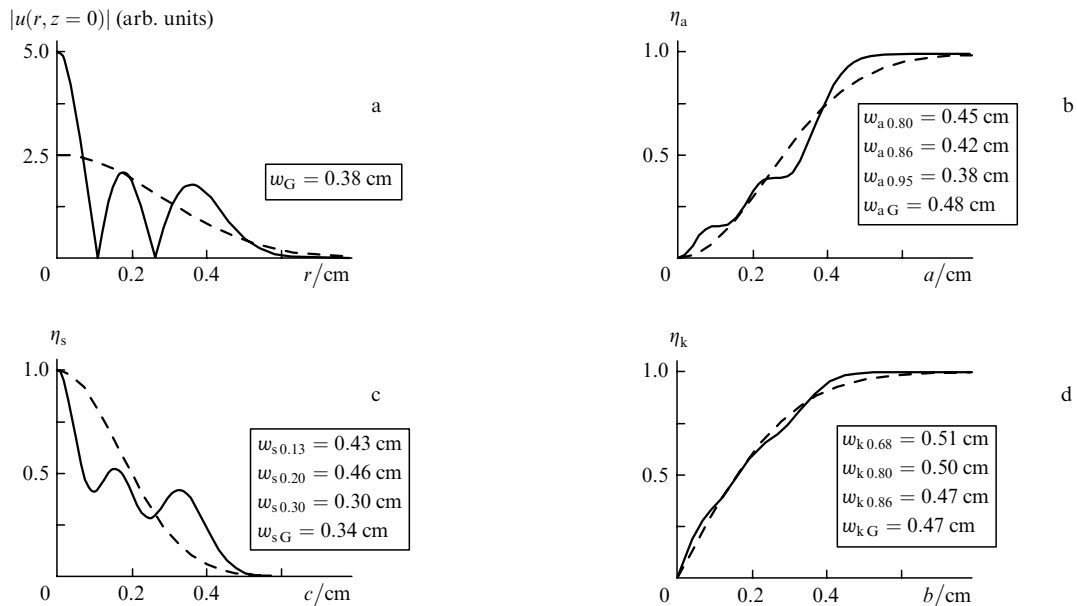 |u(r, z = 0)| (arb. units)
5.0
2.5
0
0.2
0.4
r/cm
a
w_G = 0.38 cm
η_a
1.0
0.5
0
0.2
0.4
a/cm
b
w_a 0.80 = 0.45 cm
w_a 0.86 = 0.42 cm
w_a 0.95 = 0.38 cm
w_a G = 0.48 cm
η_s
1.0
0.5
0
0.2
0.4
c/cm
c
w_s 0.13 = 0.43 cm
w_s 0.20 = 0.46 cm
w_s 0.30 = 0.30 cm
w_s G = 0.34 cm
η_k
1.0
0.5
0
0.2
0.4
b/cm
d
w_k 0.68 = 0.51 cm
w_k 0.80 = 0.50 cm
w_k 0.86 = 0.47 cm
w_k G = 0.47 cm